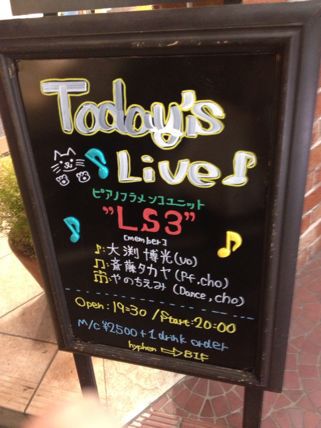 Today's
Live♪
ピアノフラメンコユニット
"LS3"
[member]
♪:大渕 博光(vo)
♫:斎藤タカヤ(Pf.cho)
やのちえみ(Dance,cho)
Open:19:30/Start:20:00
M/C ¥2500+1drink order
hyphen ⇨B1F